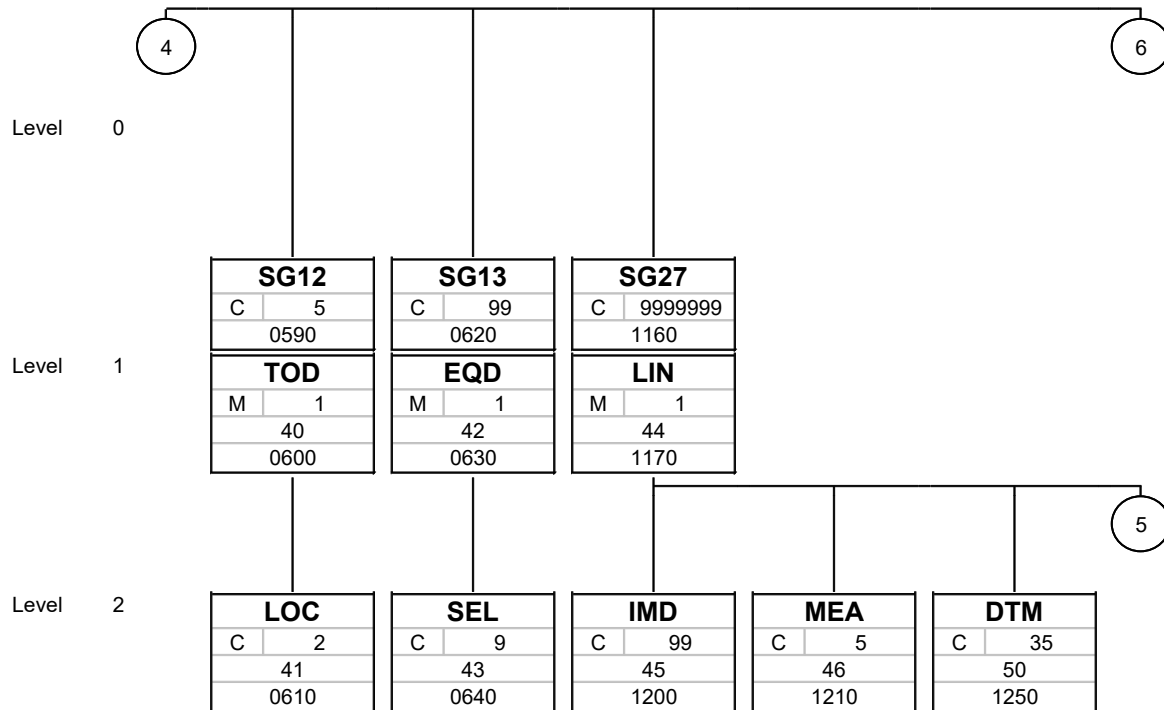 4
6
Level 0
SG12 SG13 SG27
C 5 C 99 C 9999999
0590 0620 1160
Level 1
TOD EQD LIN
M 1 M 1 M 1
40 42 44
0600 0630 1170
5
Level 2
LOC SEL IMD MEA DTM
C 2 C 9 C 99 C 5 C 35
41 43 45 46 50
0610 0640 1200 1210 1250